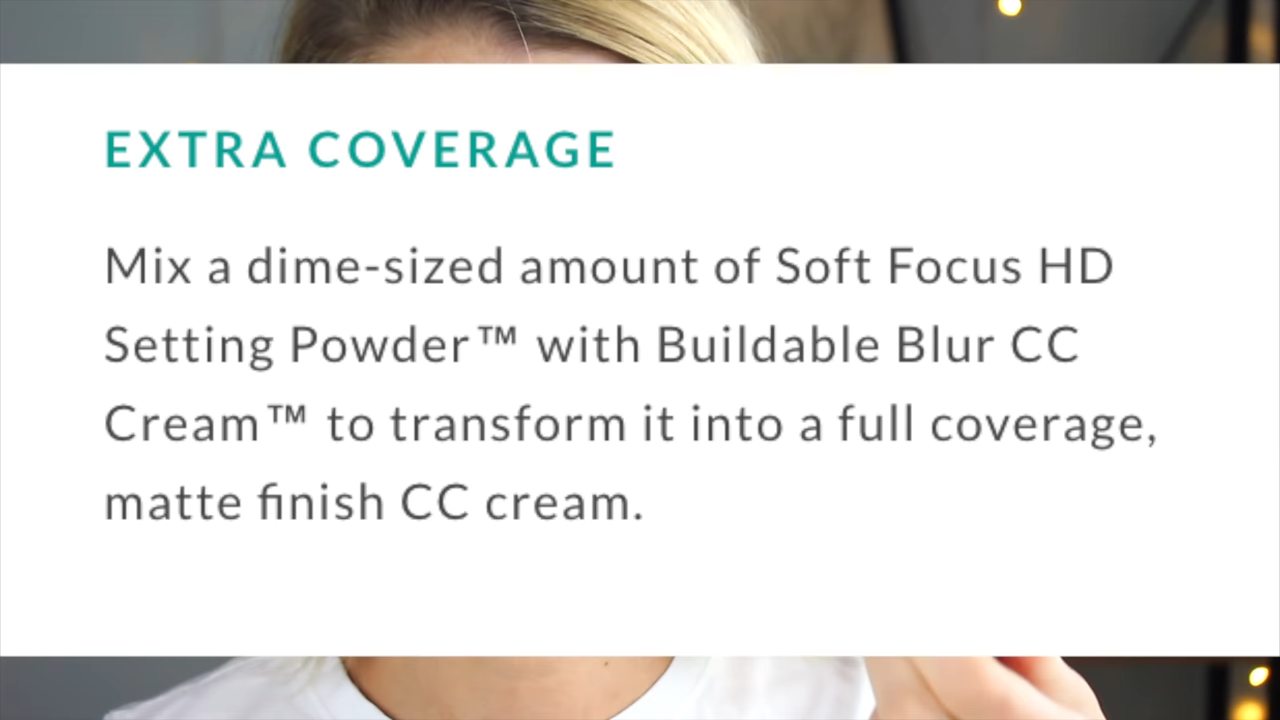 EXTRA COVERAGE
Mix a dime-sized amount of Soft Focus HD
Setting Powder™ with Buildable Blur CC
Cream™ to transform it into a full coverage,
matte finish CC cream.